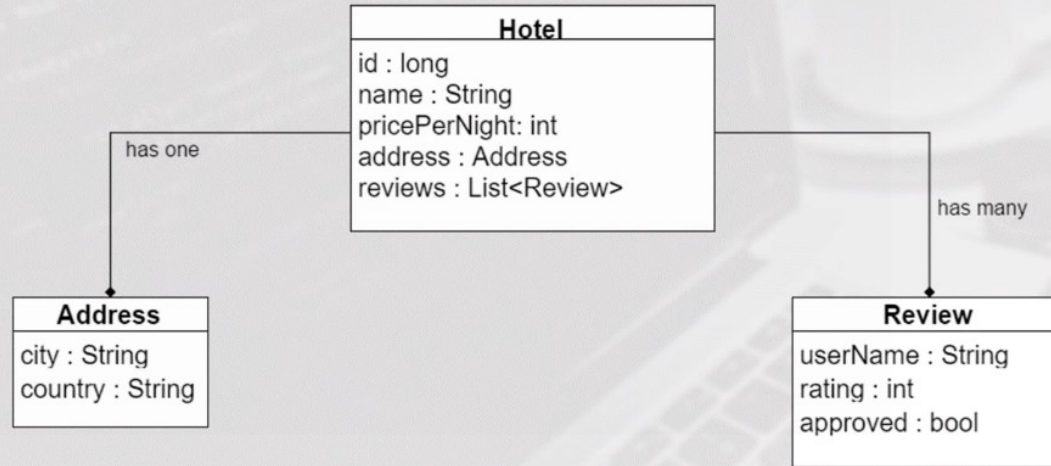 Hotel
id : long
name : String
pricePerNight: int
address : Address
reviews : List<Review>
has one
has many
Address
city : String
country : String
Review
userName : String
rating : int
approved : bool